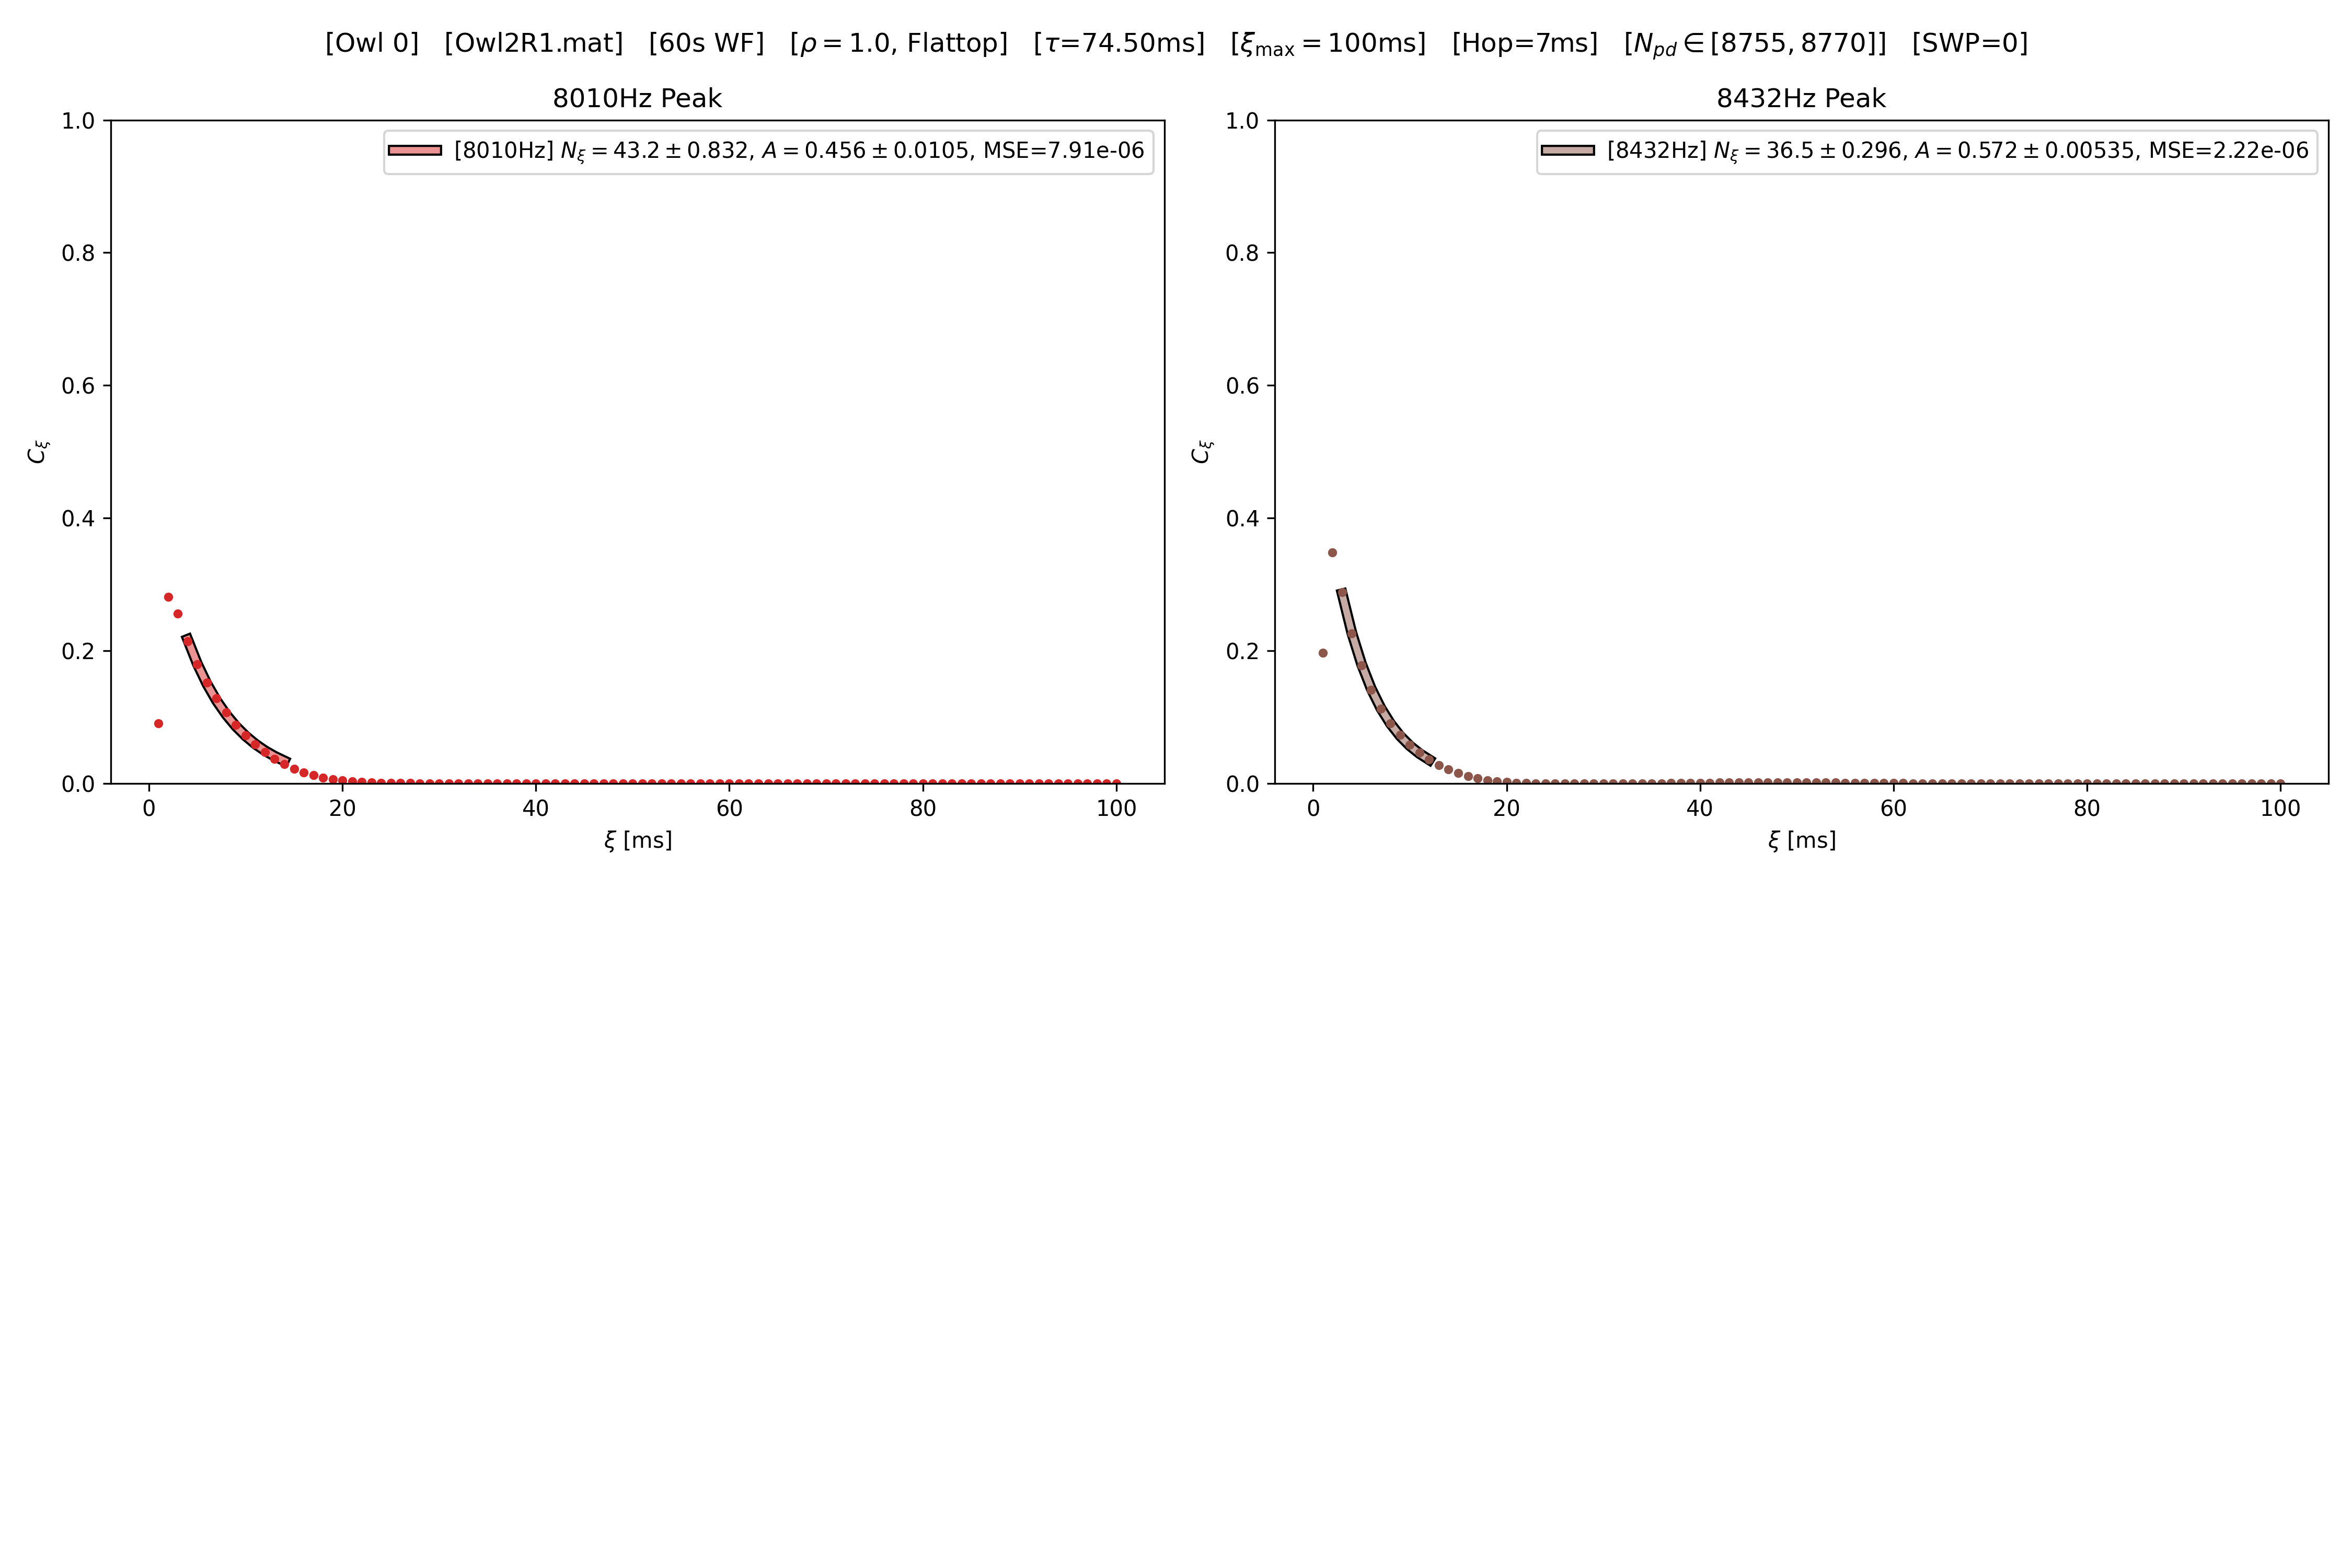 [Owl 0] [Owl2R1.mat] [60s WF] [ρ = 1.0, Flattop] [τ=74.50ms] [ξmax = 100ms] [Hop=7ms] [Npd ∈ [8755, 8770]] [SWP=0]
8010Hz Peak
[8010Hz] Nξ = 43.2 ± 0.832, A = 0.456 ± 0.0105, MSE=7.91e-06
1.0
0.8
0.6
0.4
0.2
0.0
Cξ
0 20 40 60 80 100
ξ [ms]
8432Hz Peak
[8432Hz] Nξ = 36.5 ± 0.296, A = 0.572 ± 0.00535, MSE=2.22e-06
1.0
0.8
0.6
0.4
0.2
0.0
Cξ
0 20 40 60 80 100
ξ [ms]